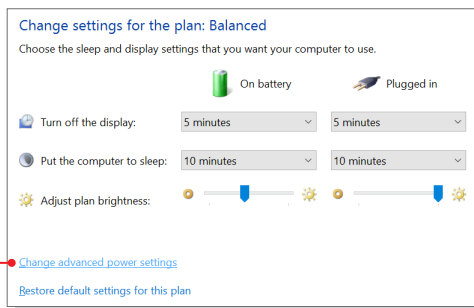 Change settings for the plan: Balanced
Choose the sleep and display settings that you want your computer to use.
On battery Plugged in
Turn off the display: 5 minutes 5 minutes
Put the computer to sleep: 10 minutes 10 minutes
Adjust plan brightness:
Change advanced power settings
Restore default settings for this plan